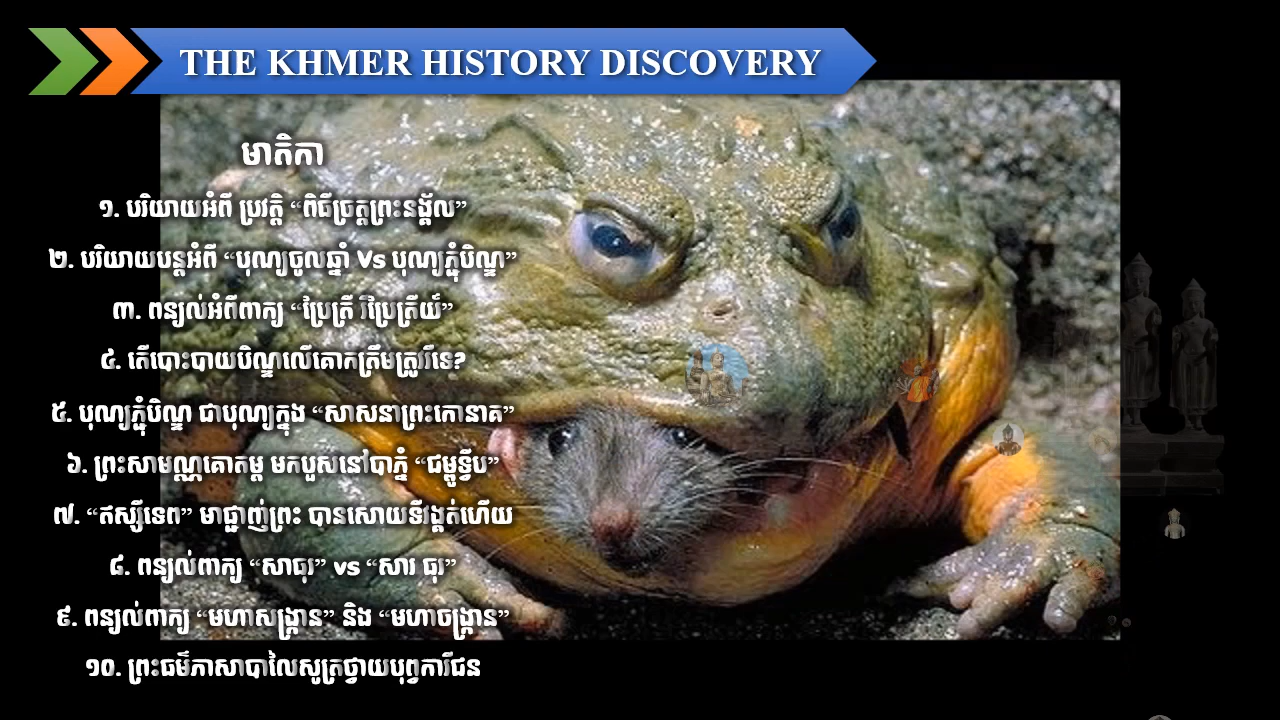 THE KHMER HISTORY DISCOVERY
មាតិកា
១. បរិយាយអំពី ប្រវត្តិ “ពិធីច្រត្តព្រះនង្គ័ល”
២. បរិយាយបន្តអំពី “បុណ្យចូលឆ្នាំ Vs បុណ្យភ្ជុំបិណ្ឌ”
៣. ពន្យល់អំពីពាក្យ “ប្រៃត្រី រឺប្រៃត្រីយ៍”
៤. តើបោះបាយបិណ្ឌលើគោកត្រឹមត្រូវរឺទេ?
៥. បុណ្យភ្ជុំបិណ្ឌ ជាបុណ្យក្នុង “សាសនាព្រះកោនាគ”
៦. ព្រះសាមណ្ណគោតម្ត មកបួសនៅបាភ្នំ “ជម្ពូទ្វីប”
៧. “ឥស្សីទេព” មាផ្ចាញ់ព្រះ បានសោយទីវង្គត់ហើយ
៨. ពន្យល់ពាក្យ “សាធុរ” vs “សារ ធុរ”
៩. ពន្យល់ពាក្យ “មហាសង្ក្រាន” និង “មហាចង្ក្រាន”
១០. ព្រះធម៌ភាសាបាលៃសូត្រថ្វាយបុព្វការីជន